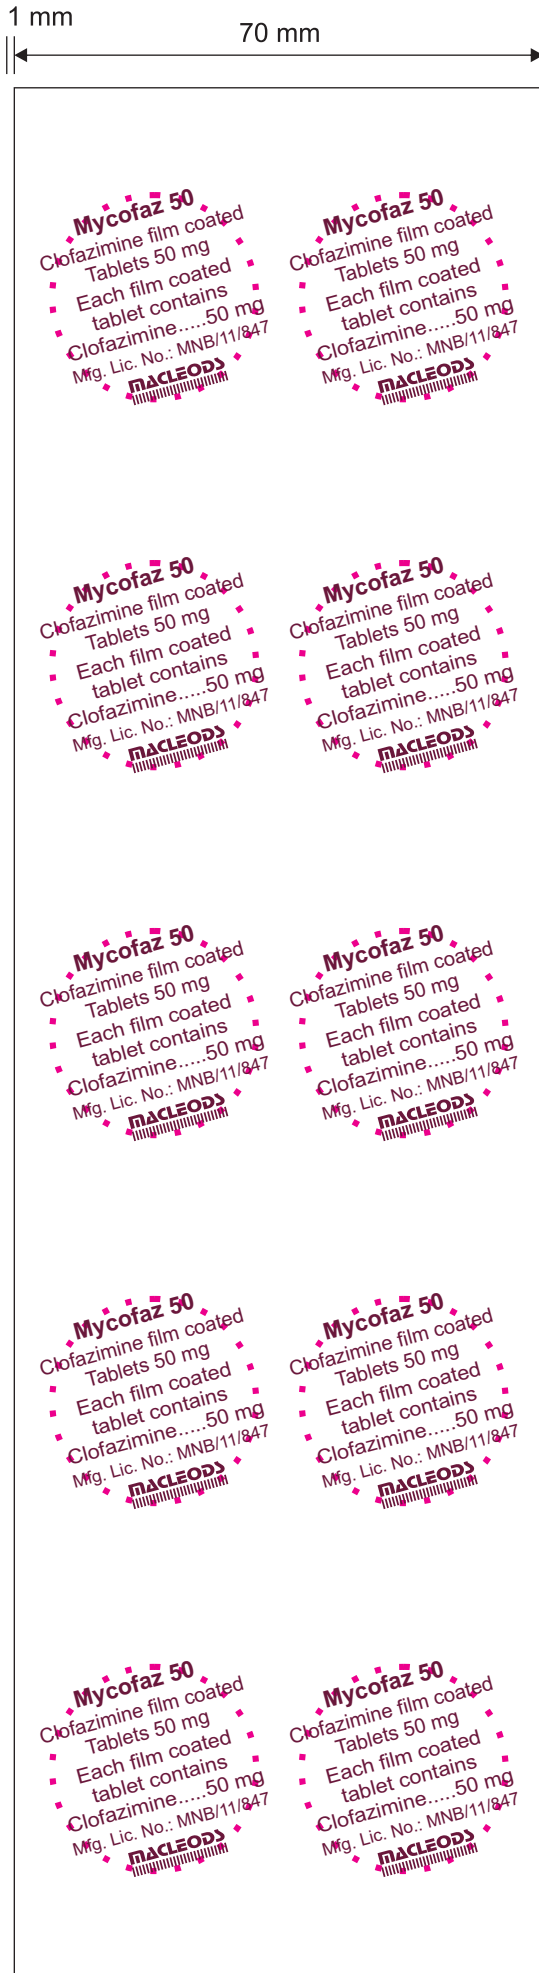 1 mm
70 mm
Mycofaz 50
Clofazimine film coated
Tablets 50 mg
Each film coated
tablet contains
Clofazimine.....50 mg
Mfg. Lic. No.: MNB/11/847
MACLEODS
Mycofaz 50
Clofazimine film coated
Tablets 50 mg
Each film coated
tablet contains
Clofazimine.....50 mg
Mfg. Lic. No.: MNB/11/847
MACLEODS
Mycofaz 50
Clofazimine film coated
Tablets 50 mg
Each film coated
tablet contains
Clofazimine.....50 mg
Mfg. Lic. No.: MNB/11/847
MACLEODS
Mycofaz 50
Clofazimine film coated
Tablets 50 mg
Each film coated
tablet contains
Clofazimine.....50 mg
Mfg. Lic. No.: MNB/11/847
MACLEODS
Mycofaz 50
Clofazimine film coated
Tablets 50 mg
Each film coated
tablet contains
Clofazimine.....50 mg
Mfg. Lic. No.: MNB/11/847
MACLEODS
Mycofaz 50
Clofazimine film coated
Tablets 50 mg
Each film coated
tablet contains
Clofazimine.....50 mg
Mfg. Lic. No.: MNB/11/847
MACLEODS
Mycofaz 50
Clofazimine film coated
Tablets 50 mg
Each film coated
tablet contains
Clofazimine.....50 mg
Mfg. Lic. No.: MNB/11/847
MACLEODS
Mycofaz 50
Clofazimine film coated
Tablets 50 mg
Each film coated
tablet contains
Clofazimine.....50 mg
Mfg. Lic. No.: MNB/11/847
MACLEODS
Mycofaz 50
Clofazimine film coated
Tablets 50 mg
Each film coated
tablet contains
Clofazimine.....50 mg
Mfg. Lic. No.: MNB/11/847
MACLEODS
Mycofaz 50
Clofazimine film coated
Tablets 50 mg
Each film coated
tablet contains
Clofazimine.....50 mg
Mfg. Lic. No.: MNB/11/847
MACLEODS